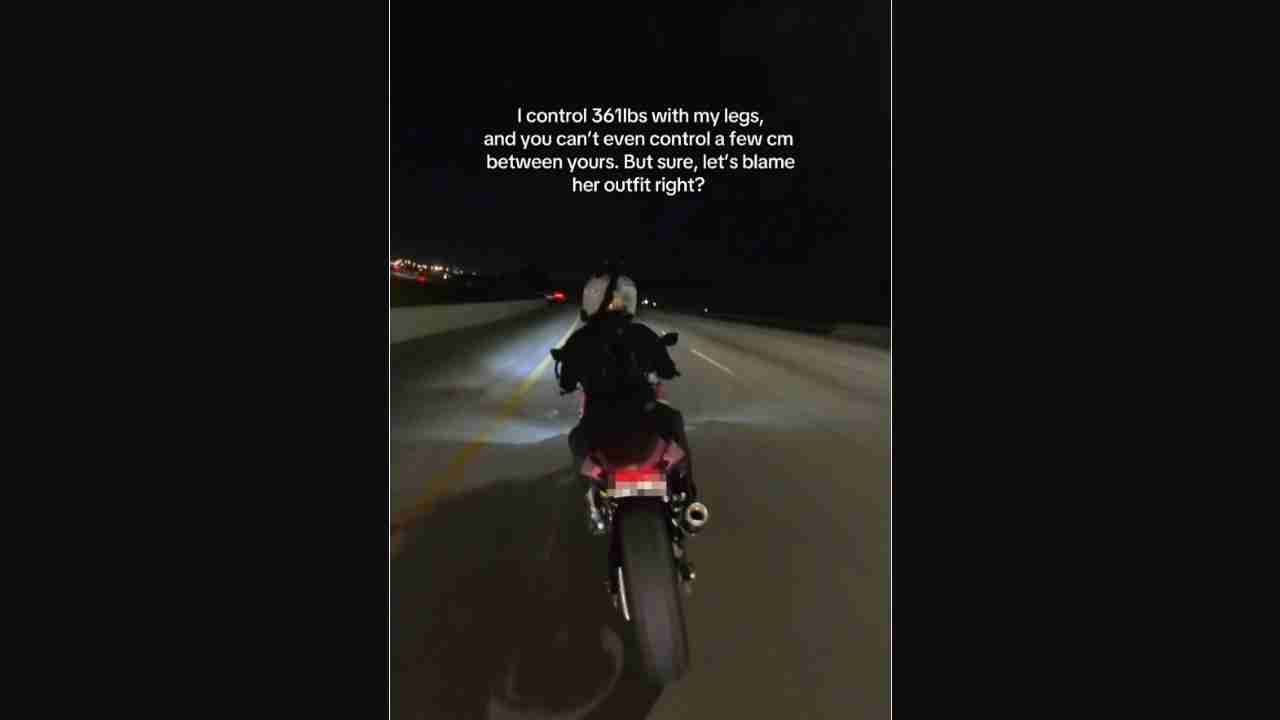 I control 361lbs with my legs,
and you can't even control a few cm
between yours. But sure, let's blame
her outfit right?